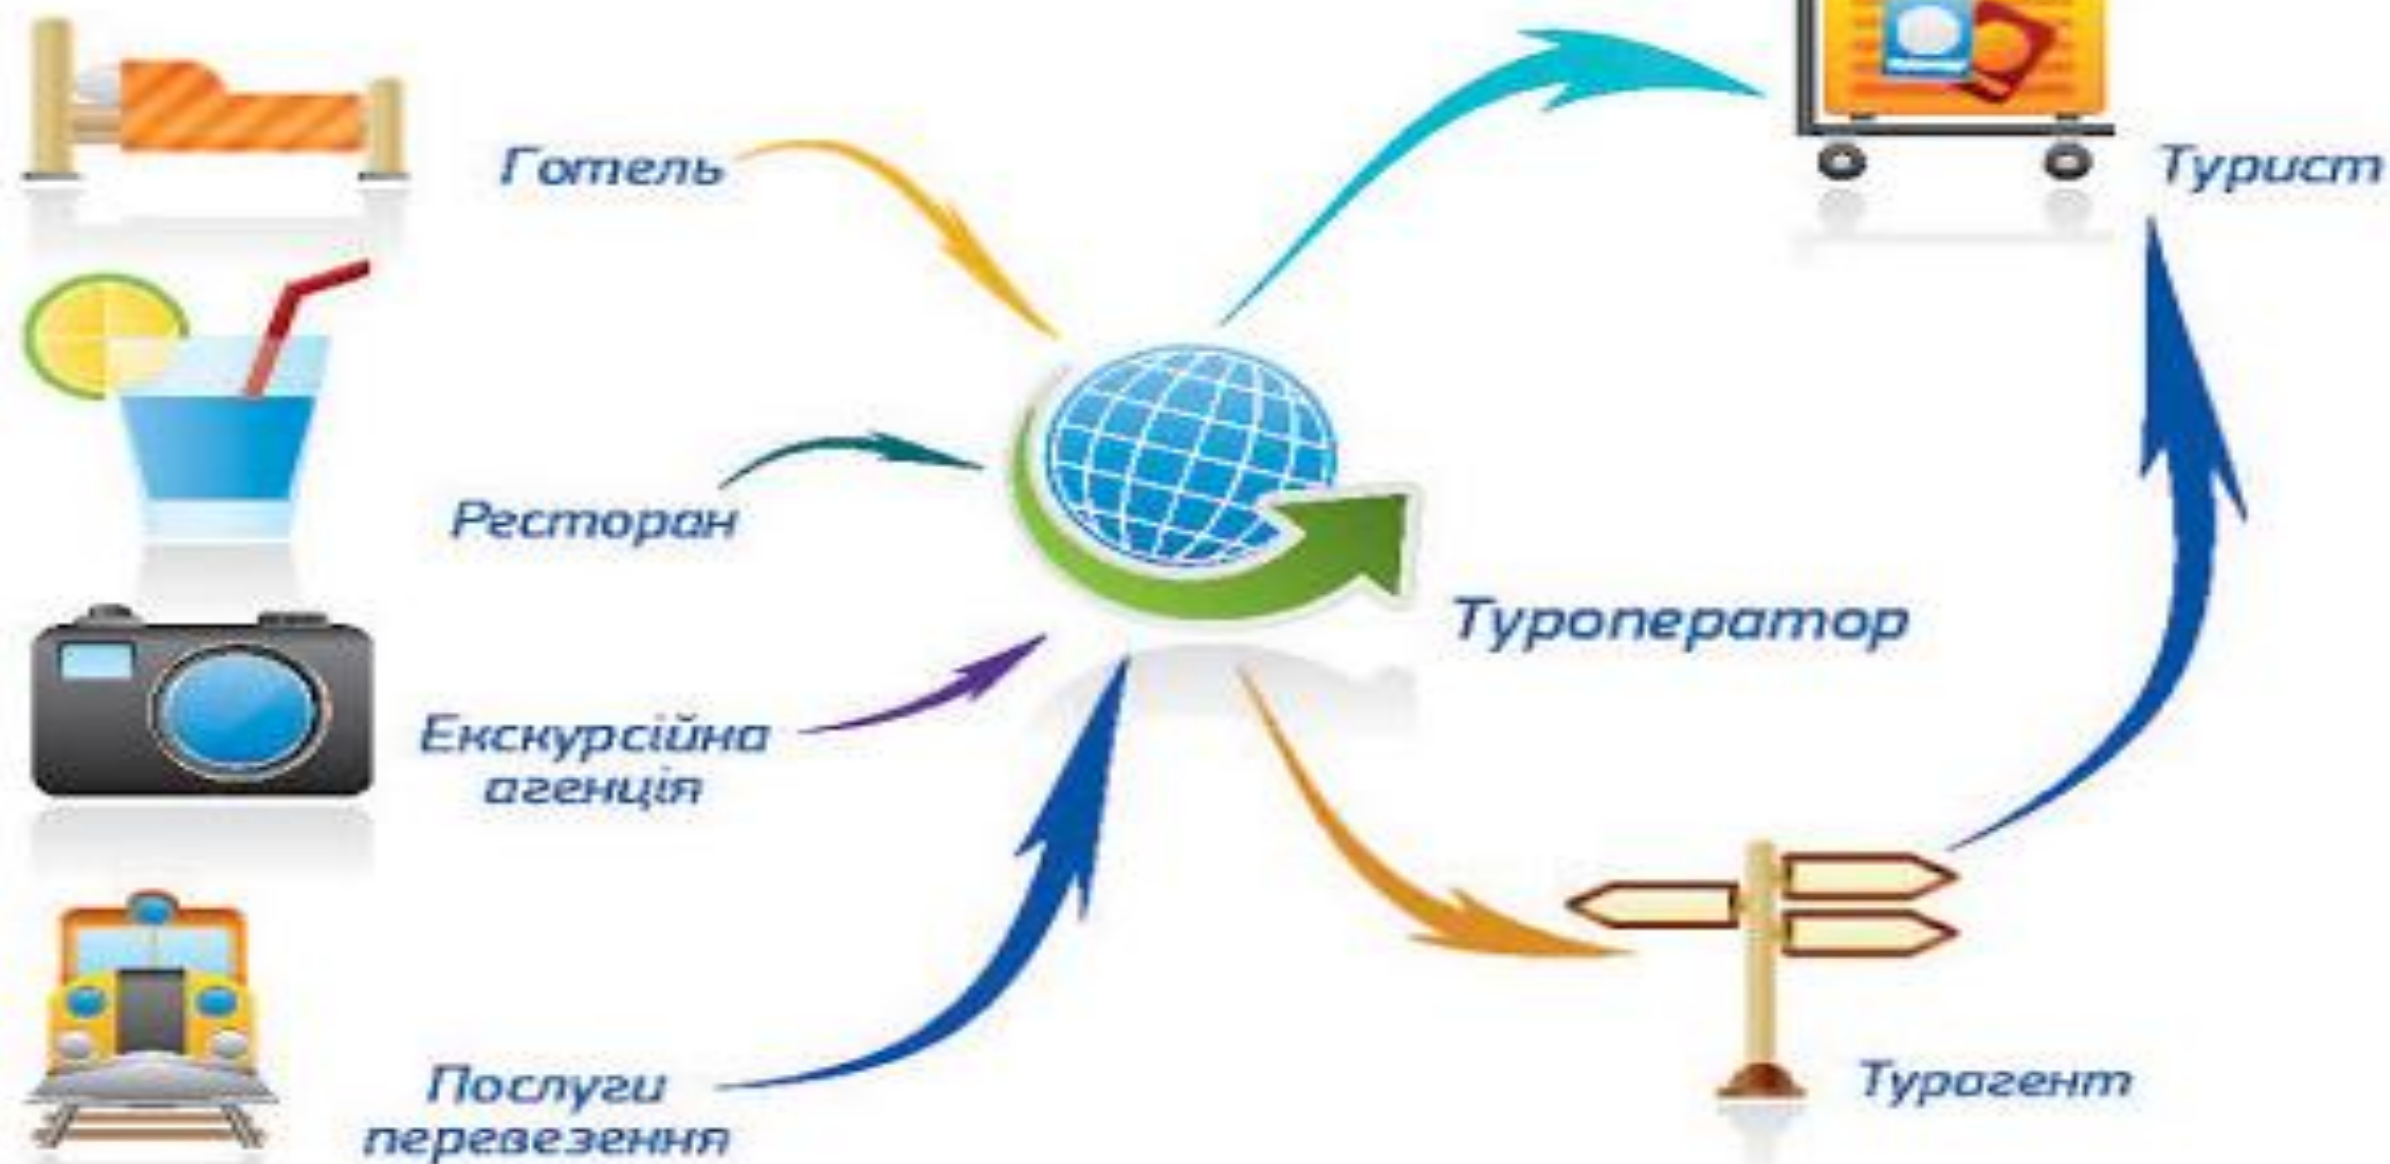 Готель
Турист
Ресторан
Туроператор
Екскурсійна
агенція
Послуги
перевезення
Турагент